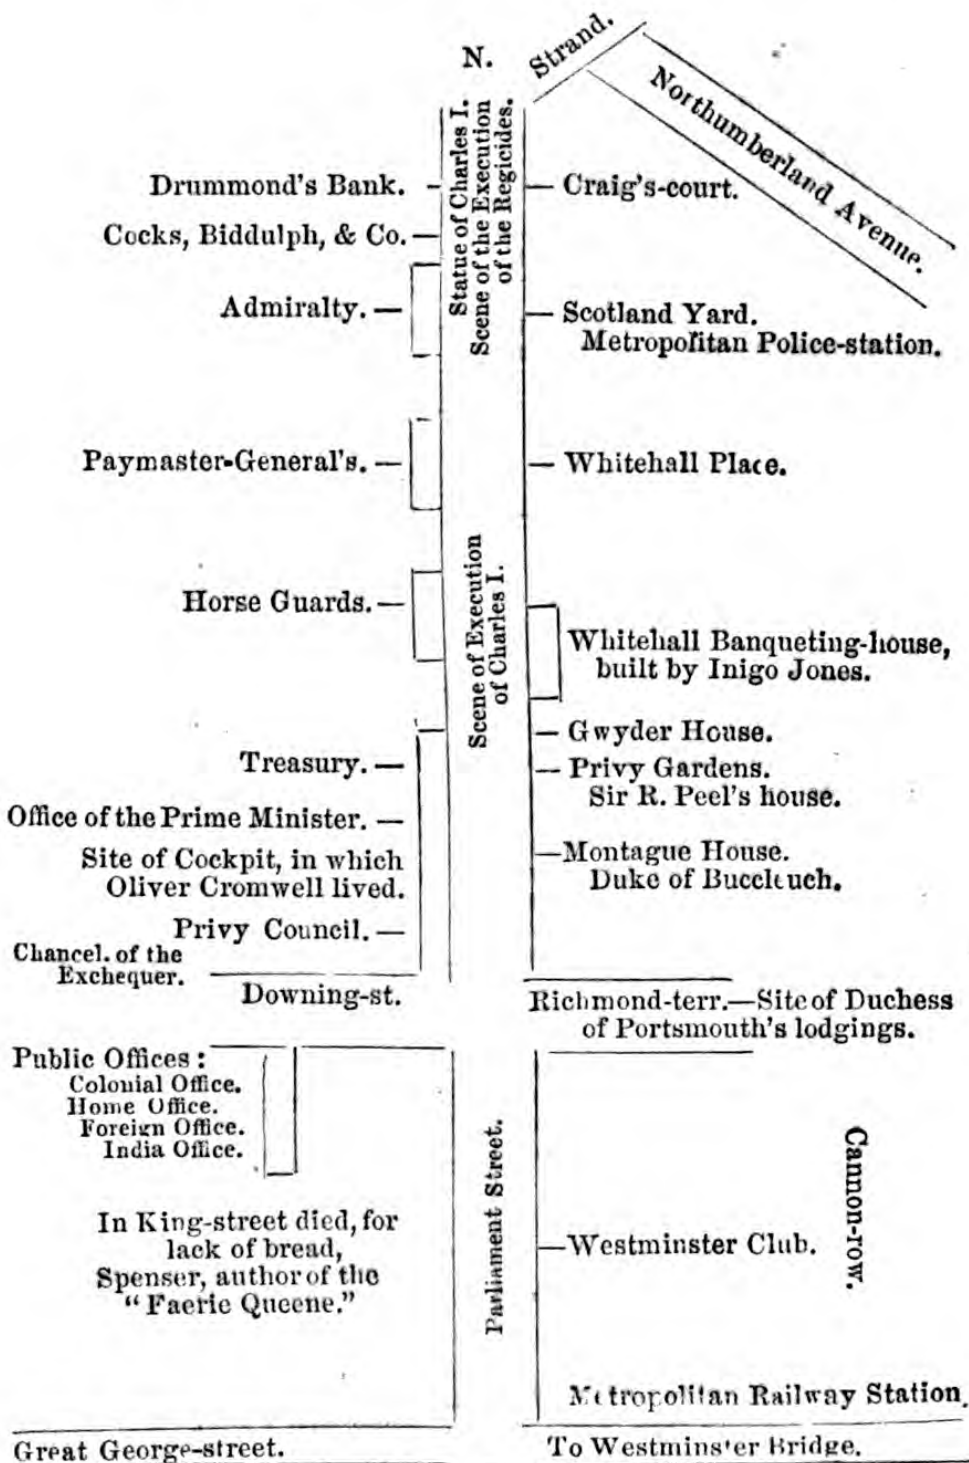 N.
Strand.
Northumberland Avenue.
Statue of Charles I.
Scene of the Execution
of the Regicides.
Drummond's Bank.
Craig's-court.
Cocks, Biddulph, & Co.
Admiralty.
Scotland Yard.
Metropolitan Police-station.
Paymaster-General's.
Whitehall Place.
Scene of Execution
of Charles I.
Horse Guards.
Whitehall Banqueting-house,
built by Inigo Jones.
Gwyder House.
Treasury.
Privy Gardens.
Sir R. Peel's house.
Office of the Prime Minister.
Site of Cockpit, in which
Oliver Cromwell lived.
Montague House.
Duke of Buccleuch.
Privy Council.
Chancel. of the
Exchequer.
Downing-st.
Richmond-terr.—Site of Duchess
of Portsmouth's lodgings.
Public Offices:
Colonial Office.
Home Office.
Foreign Office.
India Office.
Parliament Street.
Cannon-row.
In King-street died, for
lack of bread,
Spenser, author of the
"Faerie Queene."
Westminster Club.
Metropolitan Railway Station.
Great George-street.
To Westminster Bridge.